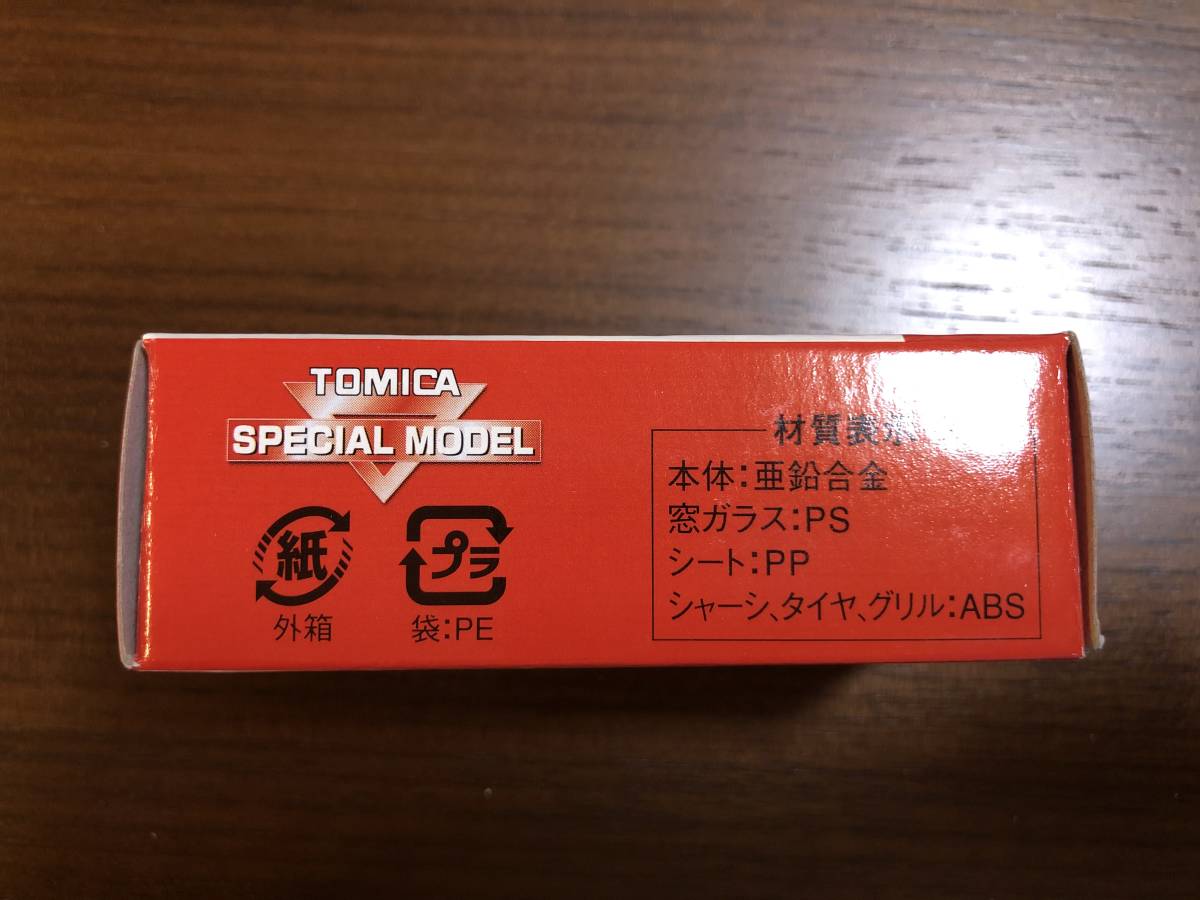 TOMICA
SPECIAL MODEL
紙
外箱
プラ
袋:PE
材質表示
本体:亜鉛合金
窓ガラス:PS
シート:PP
シャーシ、タイヤ、グリル:ABS